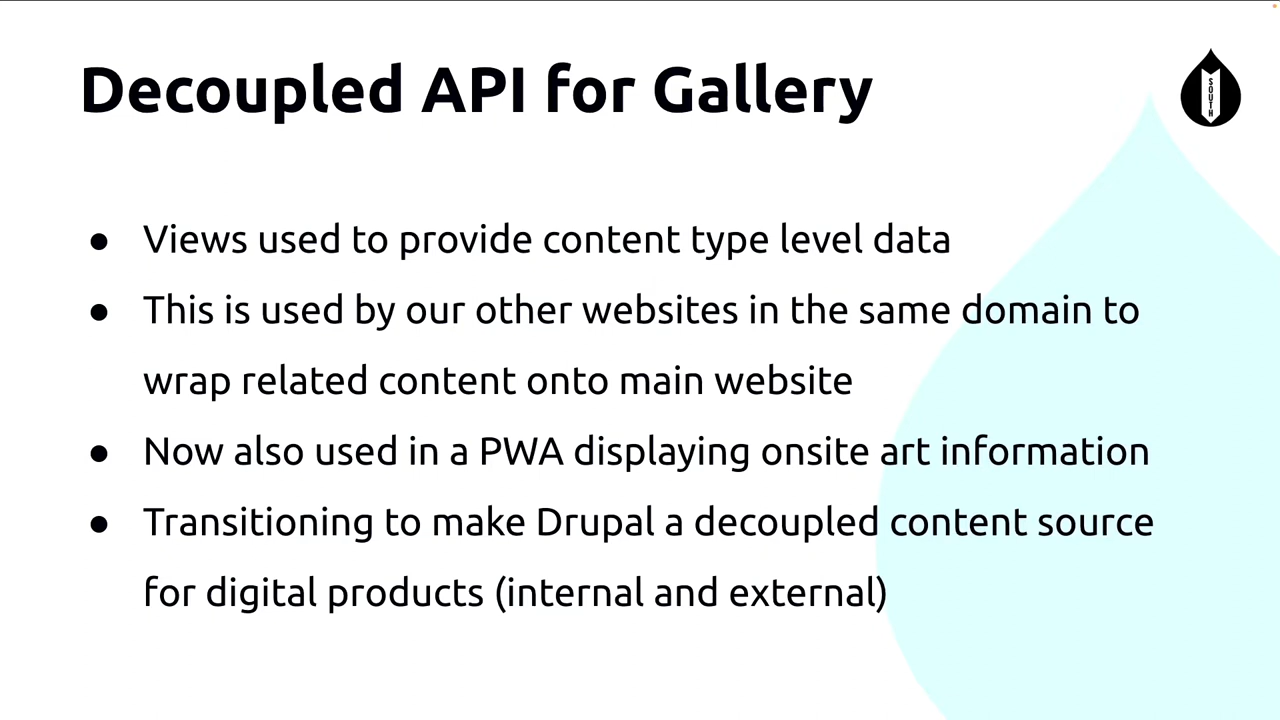 Decoupled API for Gallery
SOUTH
● Views used to provide content type level data
● This is used by our other websites in the same domain to
wrap related content onto main website
● Now also used in a PWA displaying onsite art information
● Transitioning to make Drupal a decoupled content source
for digital products (internal and external)